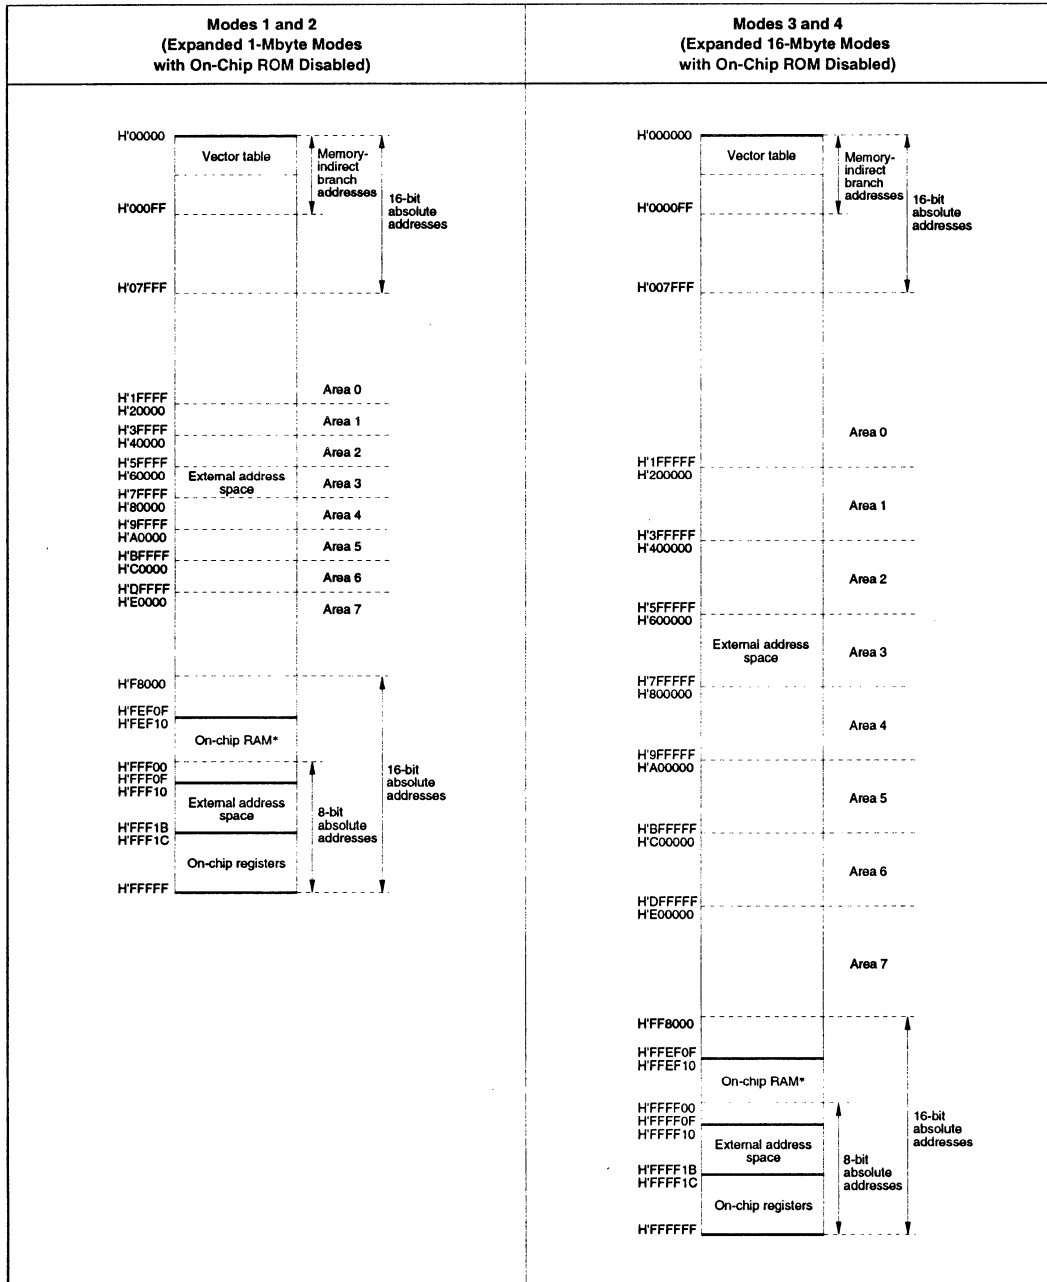 Modes 1 and 2
(Expanded 1-Mbyte Modes
with On-Chip ROM Disabled)
H'00000
Vector table
Memory-
indirect
branch
addresses
16-bit
absolute
addresses
H'000FF
H'07FFF
Area 0
H'1FFFF
H'20000
Area 1
H'3FFFF
H'40000
Area 2
H'5FFFF
H'60000
External address
space
Area 3
H'7FFFF
H'80000
Area 4
H'9FFFF
H'A0000
Area 5
H'BFFFF
H'C0000
Area 6
H'DFFFF
H'E0000
Area 7
H'F8000
H'FEF0F
H'FEF10
On-chip RAM*
H'FFF00
H'FFF0F
H'FFF10
16-bit
absolute
addresses
External address
space
8-bit
absolute
addresses
H'FFF1B
H'FFF1C
On-chip registers
H'FFFFF
Modes 3 and 4
(Expanded 16-Mbyte Modes
with On-Chip ROM Disabled)
H'000000
Vector table
Memory-
indirect
branch
addresses
16-bit
absolute
addresses
H'0000FF
H'007FFF
Area 0
H'1FFFFF
H'200000
Area 1
H'3FFFFF
H'400000
Area 2
H'5FFFFF
H'600000
External address
space
Area 3
H'7FFFFF
H'800000
Area 4
H'9FFFFF
H'A00000
Area 5
H'BFFFFF
H'C00000
Area 6
H'DFFFFF
H'E00000
Area 7
H'FF8000
H'FFEF0F
H'FFEF10
On-chip RAM*
H'FFFF00
H'FFFF0F
H'FFFF10
16-bit
absolute
addresses
External address
space
8-bit
absolute
addresses
H'FFFF1B
H'FFFF1C
On-chip registers
H'FFFFFF